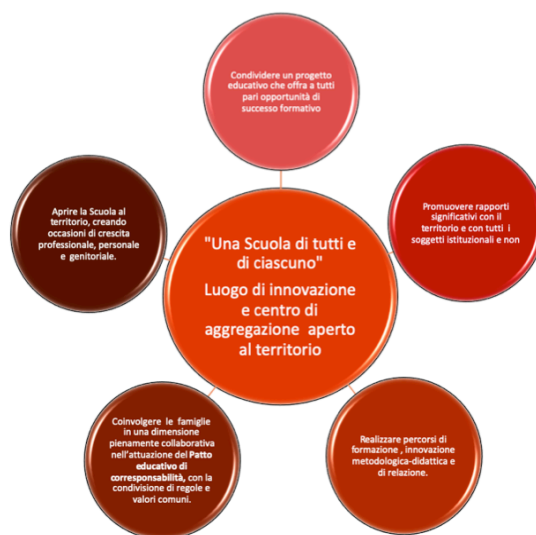 Condividere un progetto
educativo che offra a tutti
pari opportunità di
successo formativo
Promuovere rapporti
significativi con il
territorio e con tutti i
soggetti istituzionali e non
Realizzare percorsi di
formazione , innovazione
metodologica-didattica e
di relazione.
Coinvolgere le famiglie
in una dimensione
pienamente collaborativa
nell'attuazione del Patto
educativo di
corresponsabilità, con la
condivisione di regole e
valori comuni.
Aprire la Scuola al
territorio, creando
occasioni di crescita
professionale, personale
e genitoriale.
"Una Scuola di tutti e
di ciascuno"
Luogo di innovazione
e centro di
aggregazione aperto
al territorio